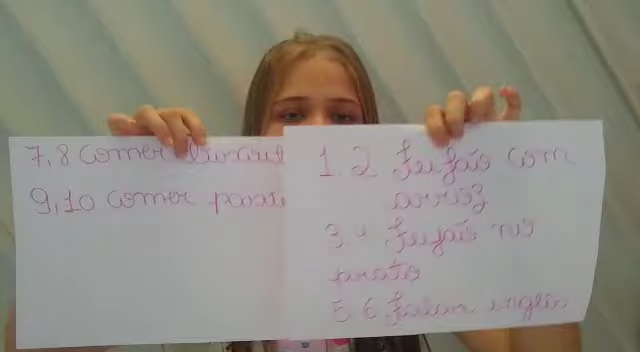 7,8 comer
9,10 comer
1.2 Feijão com
arroz
3.4 Feijão no
prato
5.6 Falar inglês